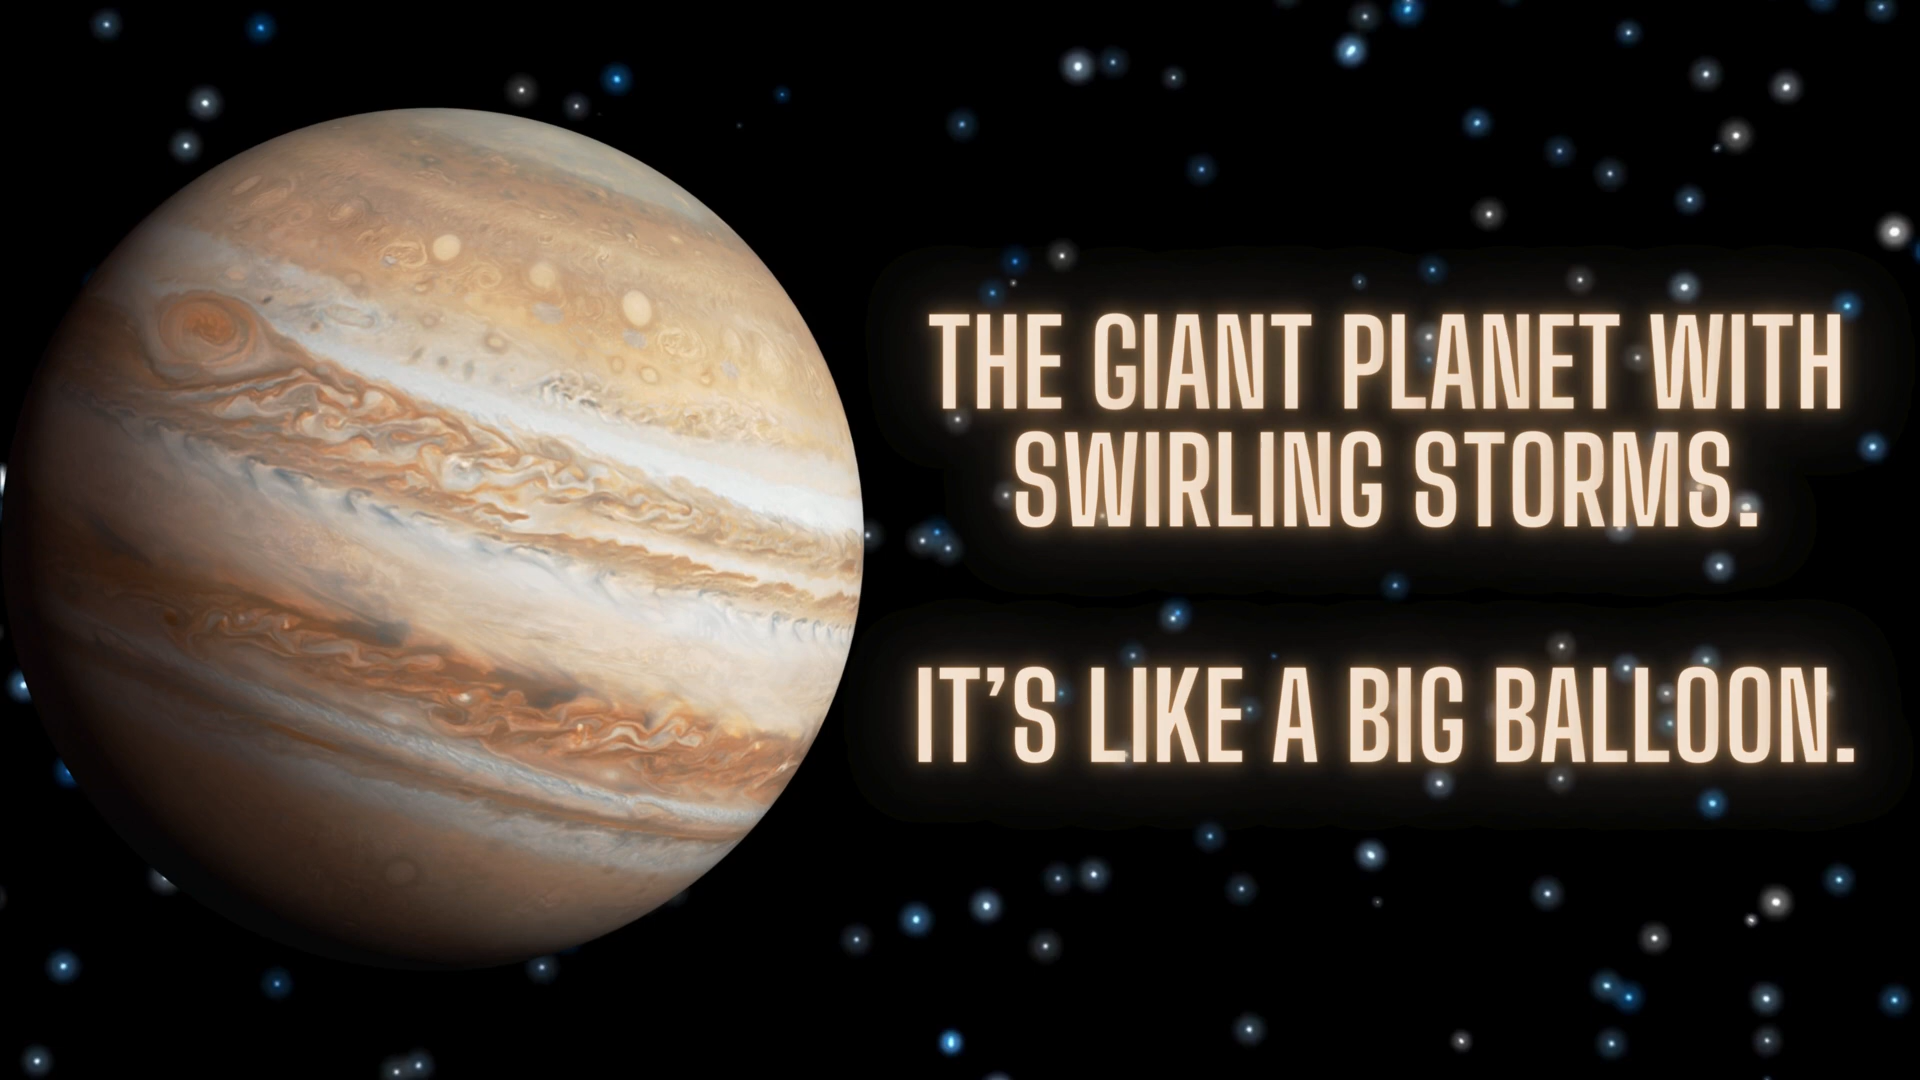 THE GIANT PLANET WITH
SWIRLING STORMS.
IT’S LIKE A BIG BALLOON.